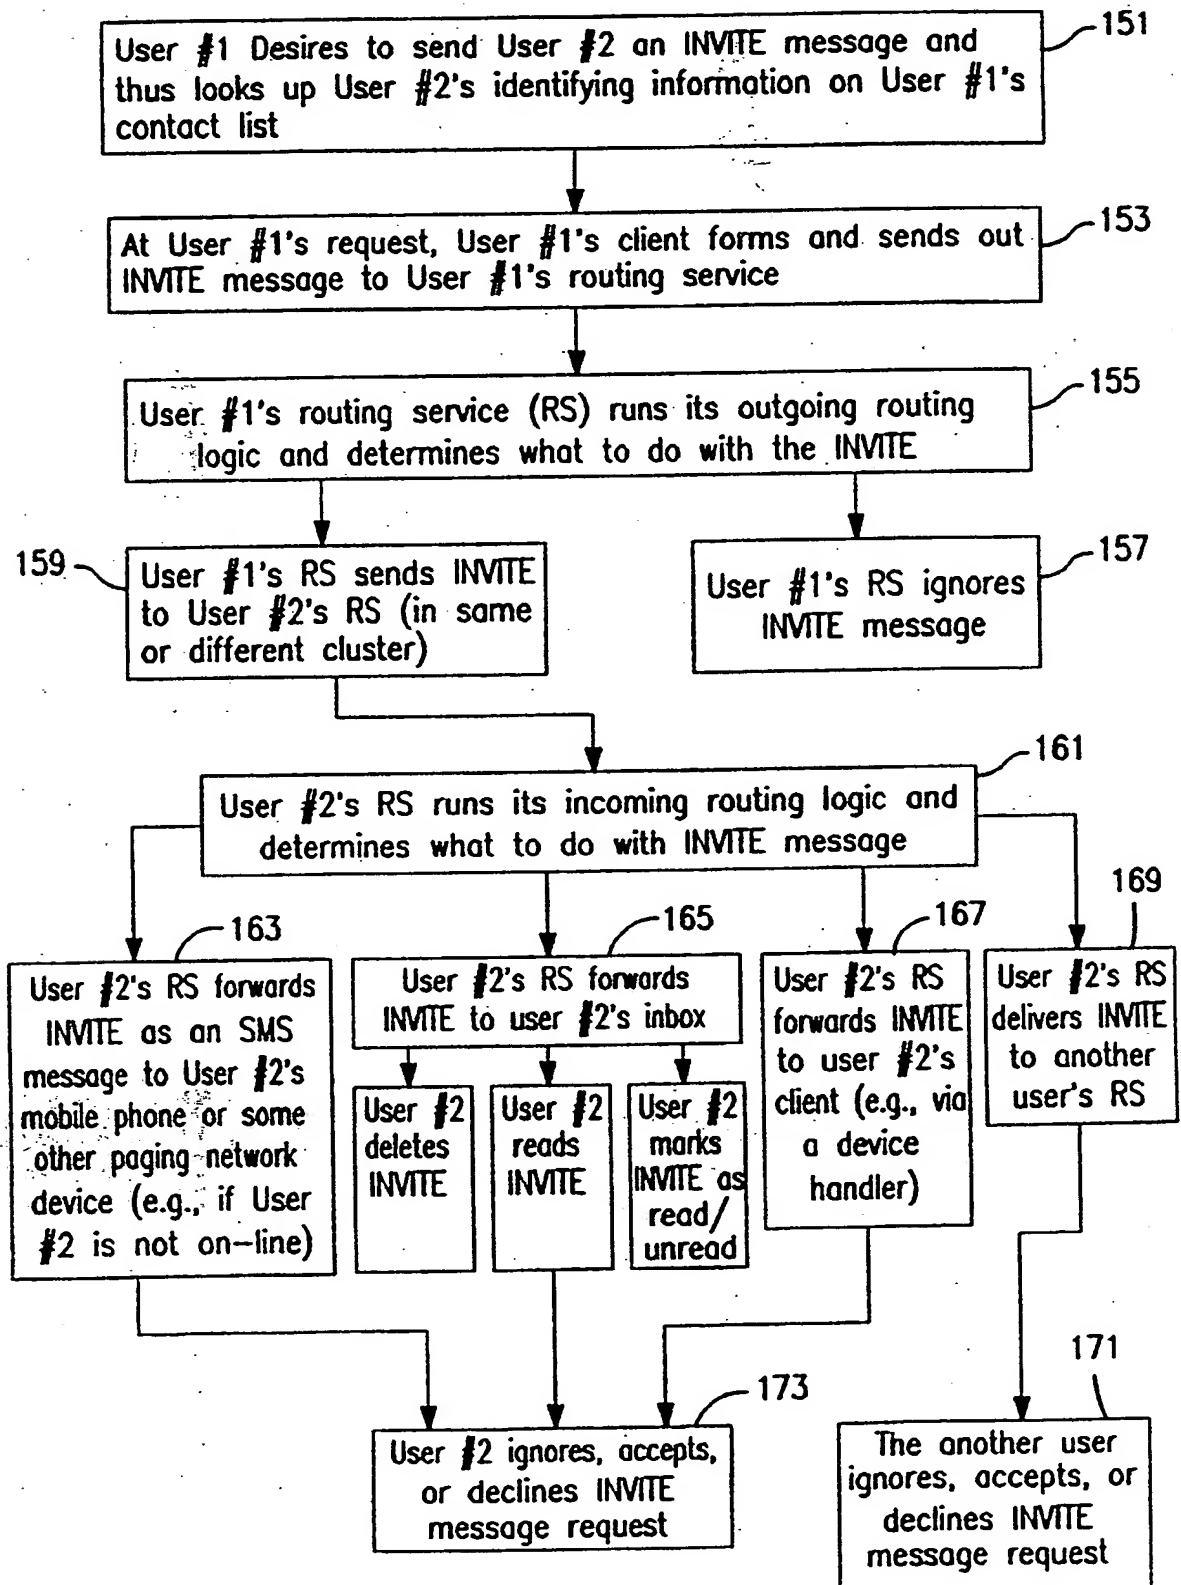 151
User #1 Desires to send User #2 an INVITE message and
thus looks up User #2's identifying information on User #1's
contact list
153
At User #1's request, User #1's client forms and sends out
INVITE message to User #1's routing service
155
User #1's routing service (RS) runs its outgoing routing
logic and determines what to do with the INVITE
159
User #1's RS sends INVITE
to User #2's RS (in same
or different cluster)
157
User #1's RS ignores
INVITE message
161
User #2's RS runs its incoming routing logic and
determines what to do with INVITE message
163
User #2's RS forwards
INVITE as an SMS
message to User #2's
mobile phone or some
other paging network
device (e.g., if User
#2 is not on-line)
165
User #2's RS forwards
INVITE to user #2's inbox
User #2
deletes
INVITE
User #2
reads
INVITE
User #2
marks
INVITE as
read/
unread
167
User #2's RS
forwards INVITE
to user #2's
client (e.g., via
a device
handler)
169
User #2's RS
delivers INVITE
to another
user's RS
173
User #2 ignores, accepts,
or declines INVITE
message request
171
The another user
ignores, accepts, or
declines INVITE
message request